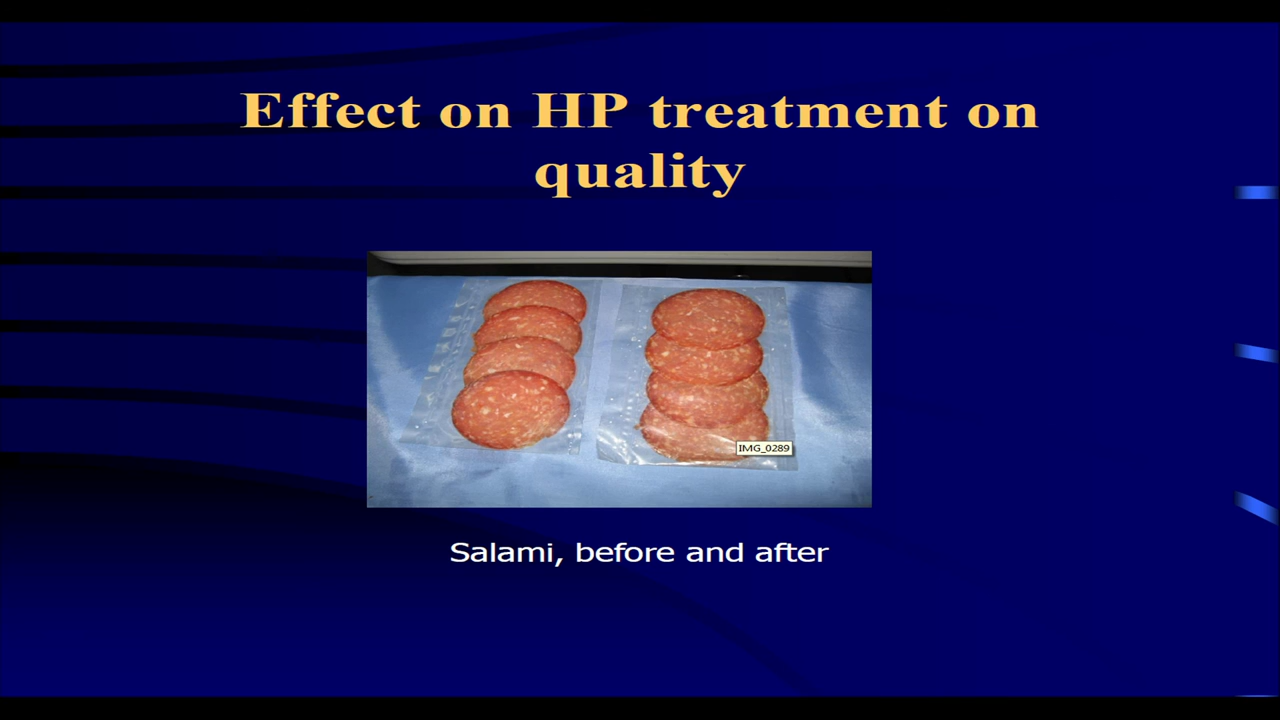 Effect on HP treatment on
quality
IMG_0289
Salami, before and after